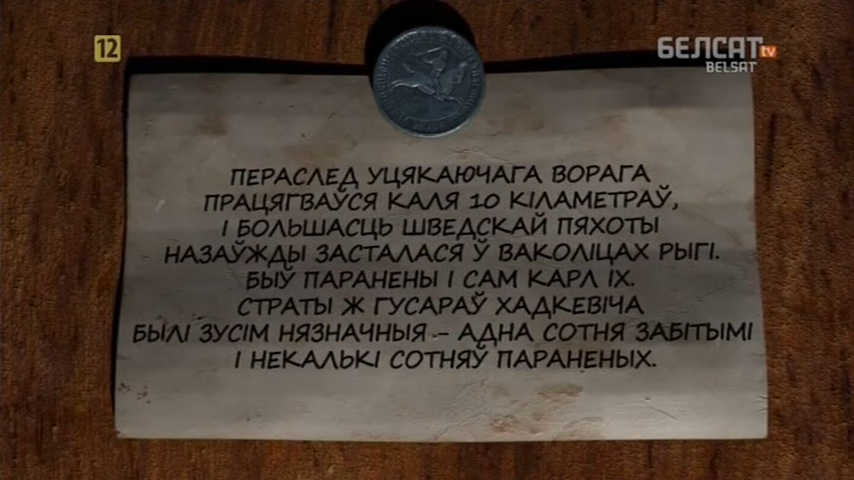 12
БЕЛСАТ tv
BELSAT
ПЕРАСЛЕД УЦЯКАЮЧАГА ВОРАГА
ПРАЦЯГВАЎСЯ КАЛЯ 10 КІЛАМЕТРАЎ,
І БОЛЬШАСЦЬ ШВЕДСКАЙ ПЯХОТЫ
НАЗАЎЖДЫ ЗАСТАЛАСЯ Ў ВАКОЛІЦАХ РЫГІ.
БЫЎ ПАРАНЕНЫ І САМ КАРЛ ІХ.
СТРАТЫ Ж ГУСАРАЎ ХАДКЕВІЧА
БЫЛІ ЗУСІМ НЯЗНАЧНЫЯ - АДНА СОТНЯ ЗАБІТЫМІ
І НЕКАЛЬКІ СОТНЯЎ ПАРАНЕНЫХ.